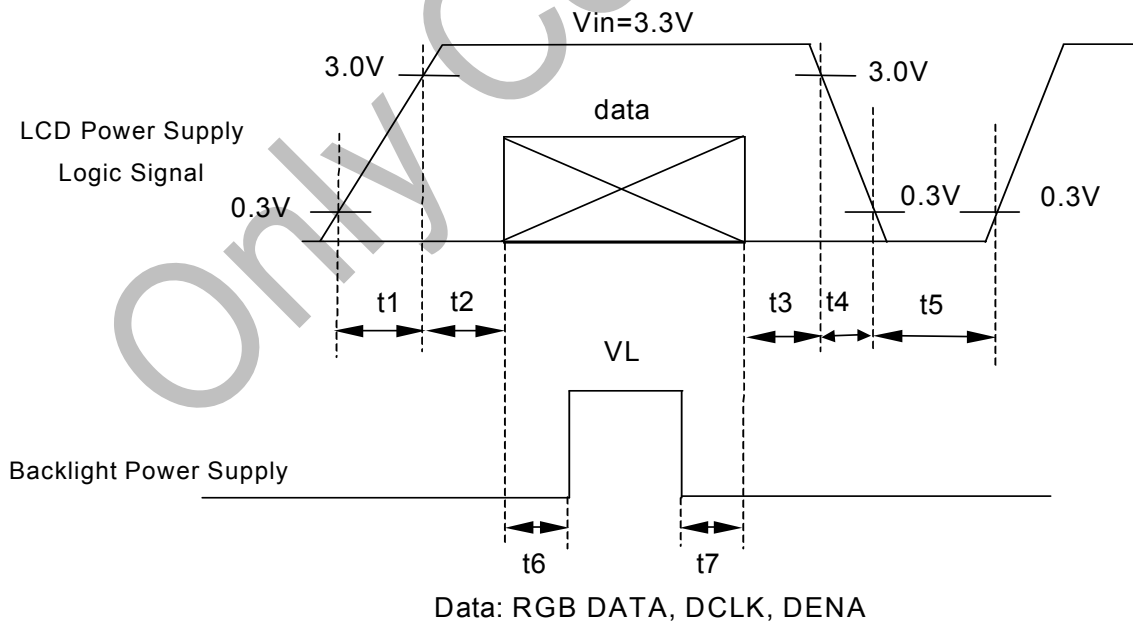 Vin=3.3V
3.0V
3.0V
data
LCD Power Supply
Logic Signal
0.3V
0.3V
0.3V
t1
t2
t3
t4
t5
VL
Backlight Power Supply
t6
t7
Data: RGB DATA, DCLK, DENA
Only